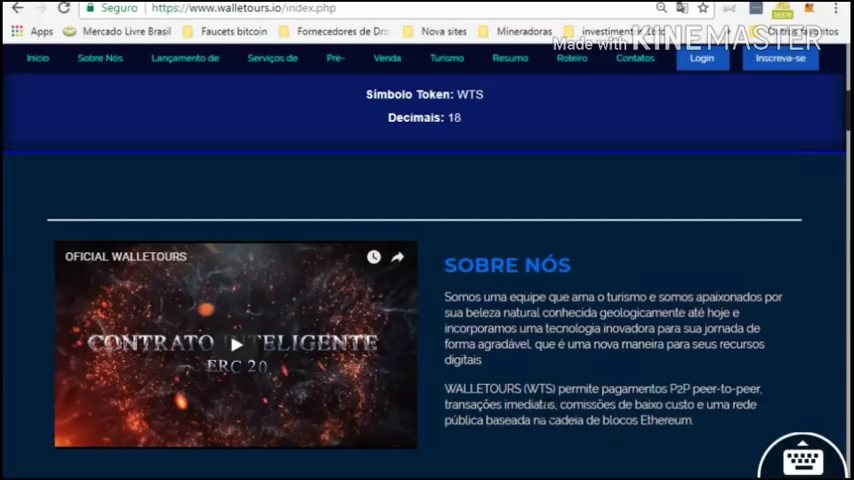 Seguro
https://www.walletours.io/index.php
Apps
Mercado Livre Brasil
Faucets bitcoin
Fornecedores de Dro
Nova sites
Mineradoras
Outros favoritos
Made with KINEMASTER
Inicio
Sobre Nós
Lançamento de
Serviços de
Pré-
Venda
Turismo
Resumo
Roteiro
Contatos
Login
Inscreva-se
Símbolo Token: WTS
Decimais: 18
OFICIAL WALLETOURS
CONTRATO INTELIGENTE
ERC 20
SOBRE NÓS
Somos uma equipe que ama o turismo e somos apaixonados por
sua beleza natural conhecida geologicamente até hoje e
incorporamos uma tecnologia inovadora para sua jornada de
forma agradável, que é uma nova maneira para seus recursos
digitais
WALLETOURS (WTS) permite pagamentos P2P peer-to-peer,
transações imediatas, comissões de baixo custo e uma rede
pública baseada na cadeia de blocos Ethereum.